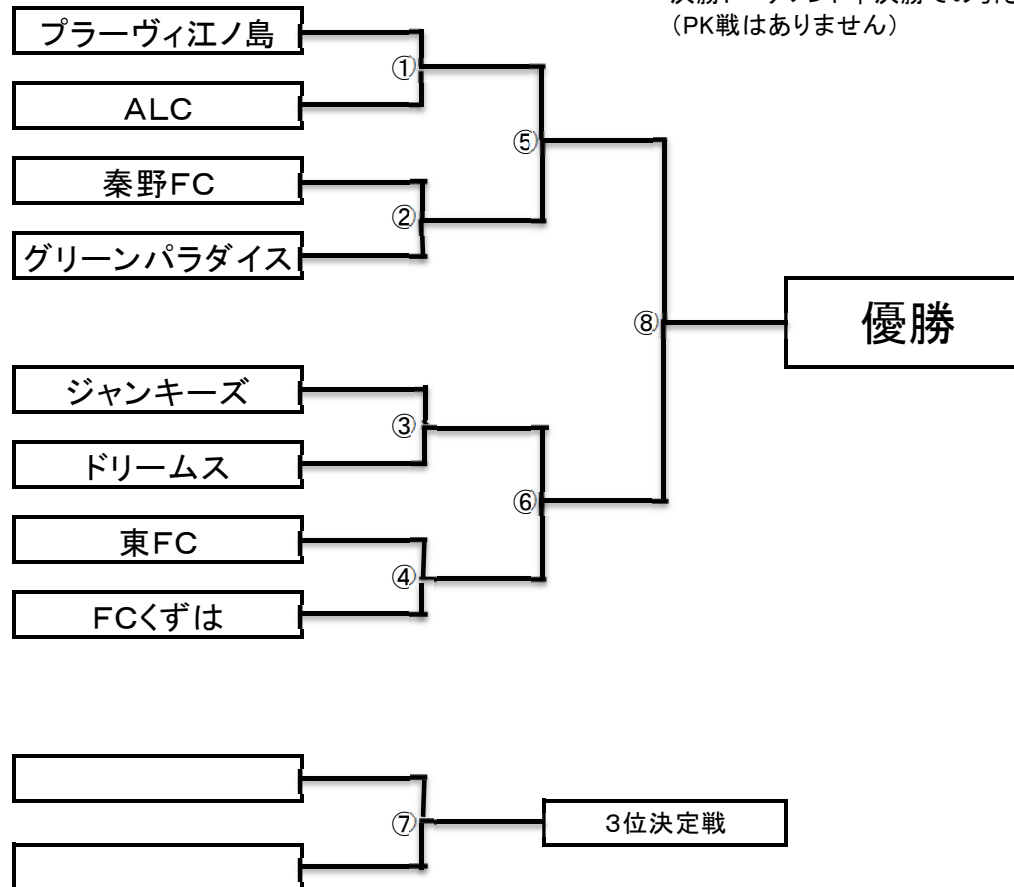 （PK戦はありません）
プラーヴィ江ノ島
①
ALC
⑤
秦野FC
②
グリーンパラダイス
⑧
優勝
ジャンキーズ
③
ドリームス
⑥
東FC
④
FCくずは
⑦
3位決定戦